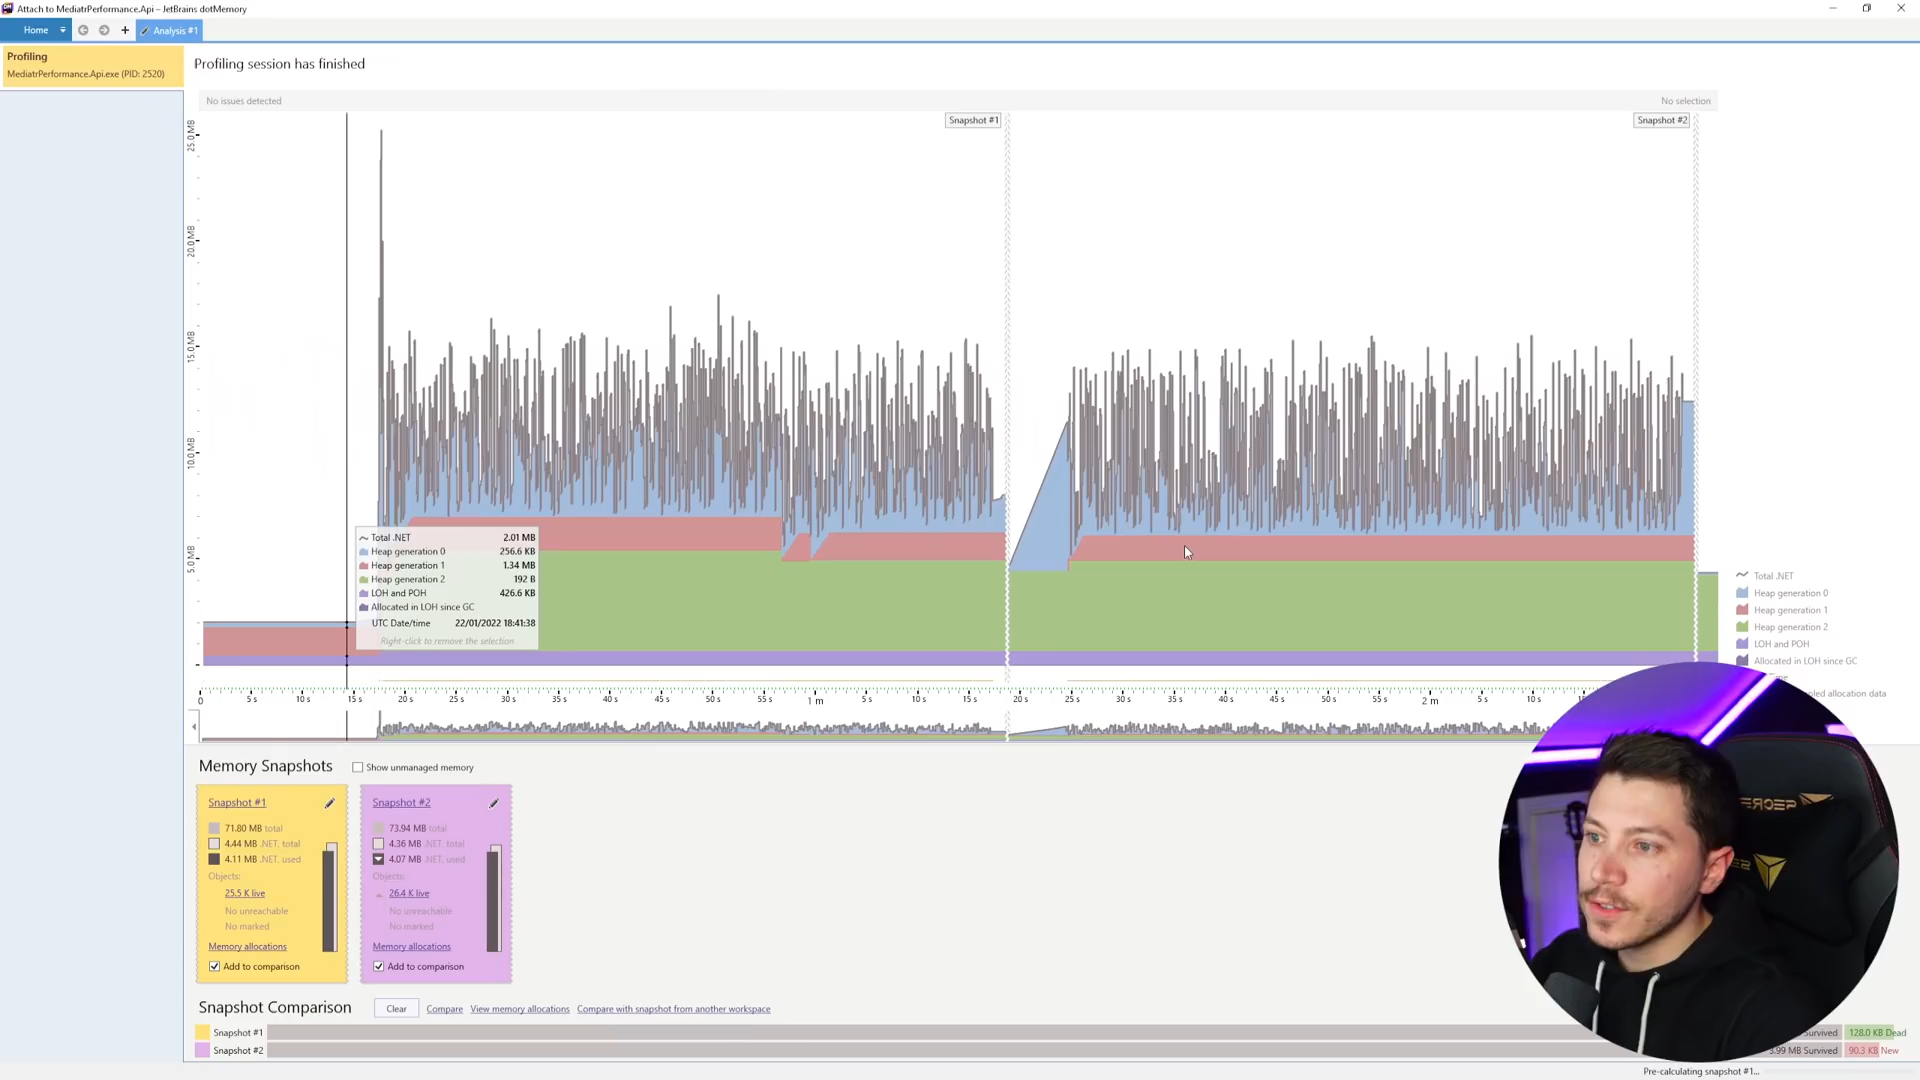 Attach to MediatrPerformance.Api – JetBrains dotMemory
Home
Analysis #1
Profiling
MediatrPerformance.Api.exe (PID: 2520)
Profiling session has finished
No issues detected
No selection
Snapshot #1
Snapshot #2
25.0 MB
20.0 MB
15.0 MB
10.0 MB
5.0 MB
Total .NET 2.01 MB
Heap generation 0 256.6 KB
Heap generation 1 1.34 MB
Heap generation 2 192 B
LOH and POH 426.6 KB
Allocated in LOH since GC
UTC Date/time 22/01/2022 18:41:38
Right-click to remove the selection
Total .NET
Heap generation 0
Heap generation 1
Heap generation 2
LOH and POH
Allocated in LOH since GC
allocation data
0 5 s 10 s 15 s 20 s 25 s 30 s 35 s 40 s 45 s 50 s 55 s 1 m 5 s 10 s 15 s 20 s 25 s 30 s 35 s 40 s 45 s 50 s 55 s 2 m 5 s 10 s
Memory Snapshots
Show unmanaged memory
Snapshot #1
71.80 MB total
4.44 MB .NET, total
4.11 MB .NET, used
Objects:
25.5 K live
No unreachable
No marked
Memory allocations
Add to comparison
Snapshot #2
73.94 MB total
4.36 MB .NET, total
4.07 MB .NET, used
Objects:
26.4 K live
No unreachable
No marked
Memory allocations
Add to comparison
Snapshot Comparison
Clear
Compare
View memory allocations
Compare with snapshot from another workspace
Snapshot #1
Survived
128.0 KB Dead
Snapshot #2
3.99 MB Survived
90.3 KB New
Pre-calculating snapshot #1...